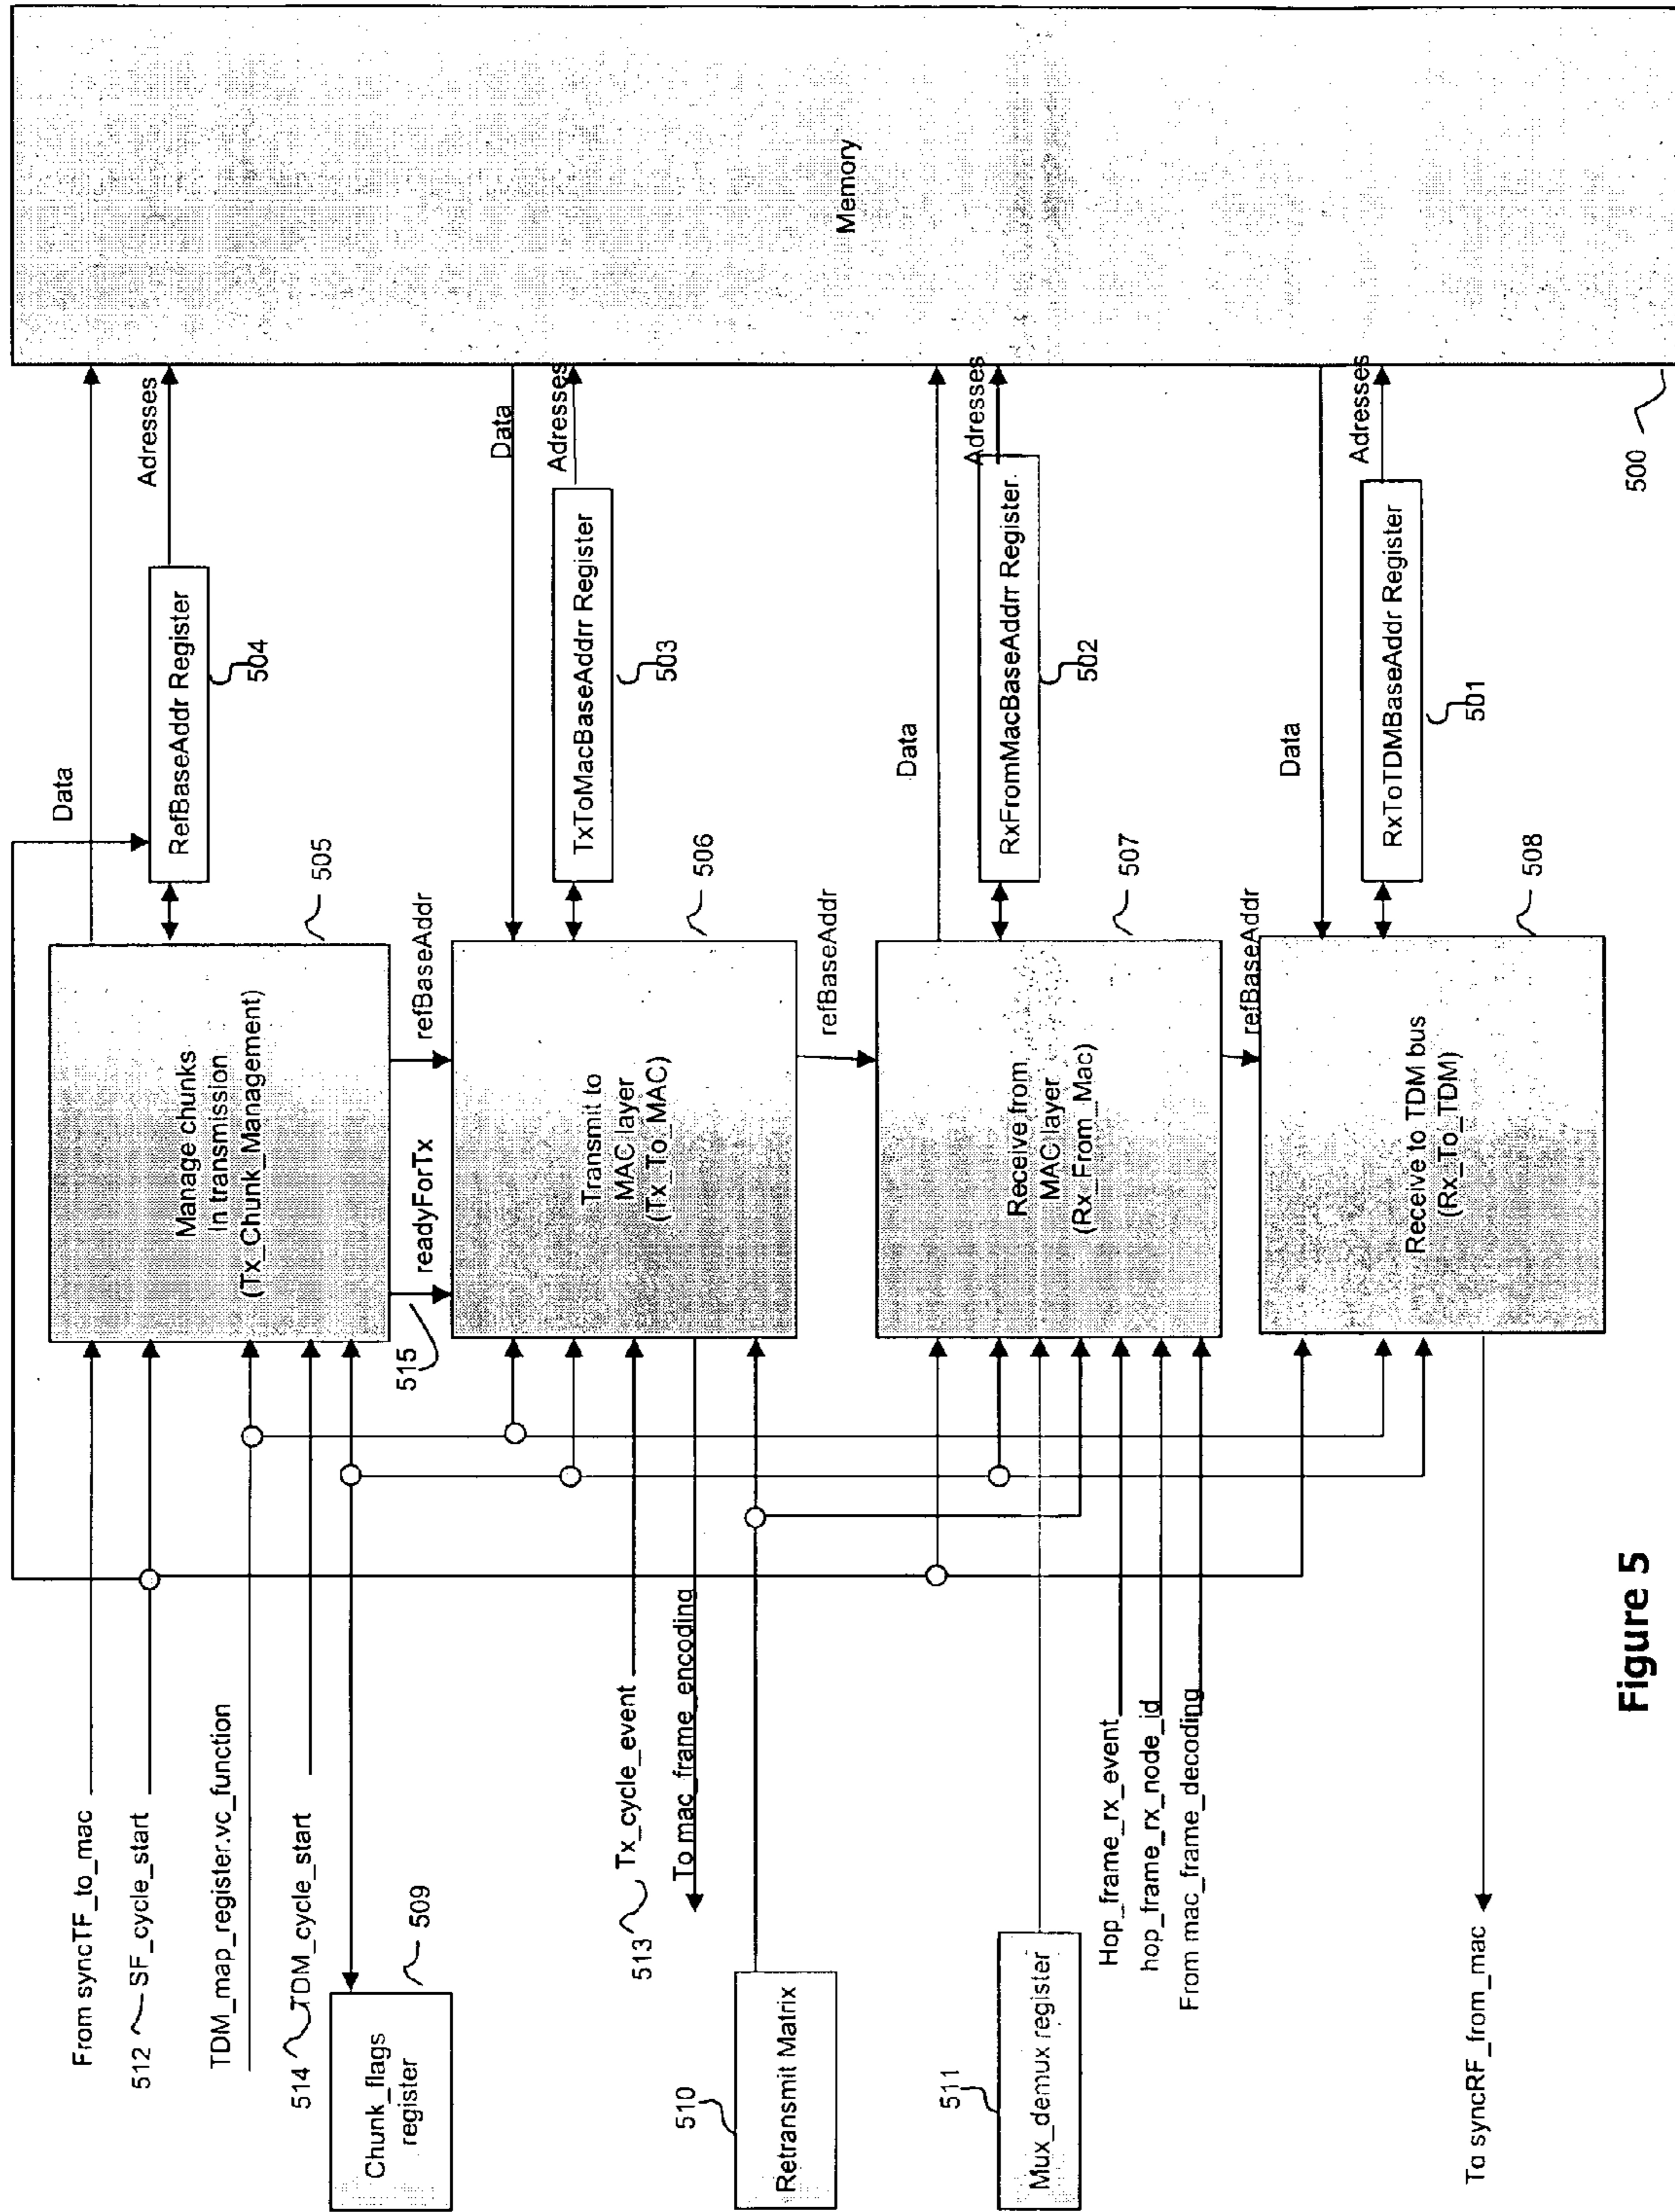 Memory
500
Data
Adresses
RefBaseAddr Register
504
Data
Adresses
TxToMacBaseAddrr Register
503
Data
Adresses
RxFromMacBaseAddrr Register
502
Data
Adresses
RxToTDMBaseAddr Register
501
Manage chunks
In transmission
(Tx_Chunk_Management)
505
refBaseAddr
readyForTx
515
Transmit to
MAC layer
(Tx_To_MAC)
506
refBaseAddr
Receive from
MAC layer
(Rx_From_Mac)
507
refBaseAddr
Receive to TDM bus
(Rx_To_TDM)
508
From syncTF_to_mac
512 SF_cycle_start
TDM_map_register.vc_function
514 TDM_cycle_start
Chunk_flags
register
509
513 Tx_cycle_event
To mac_frame_encoding
510
Retransmit Matrix
511
Mux_demux register
Hop_frame_rx_event
hop_frame_rx_node_id
From mac_frame_decoding
To syncRF_from_mac
Figure 5